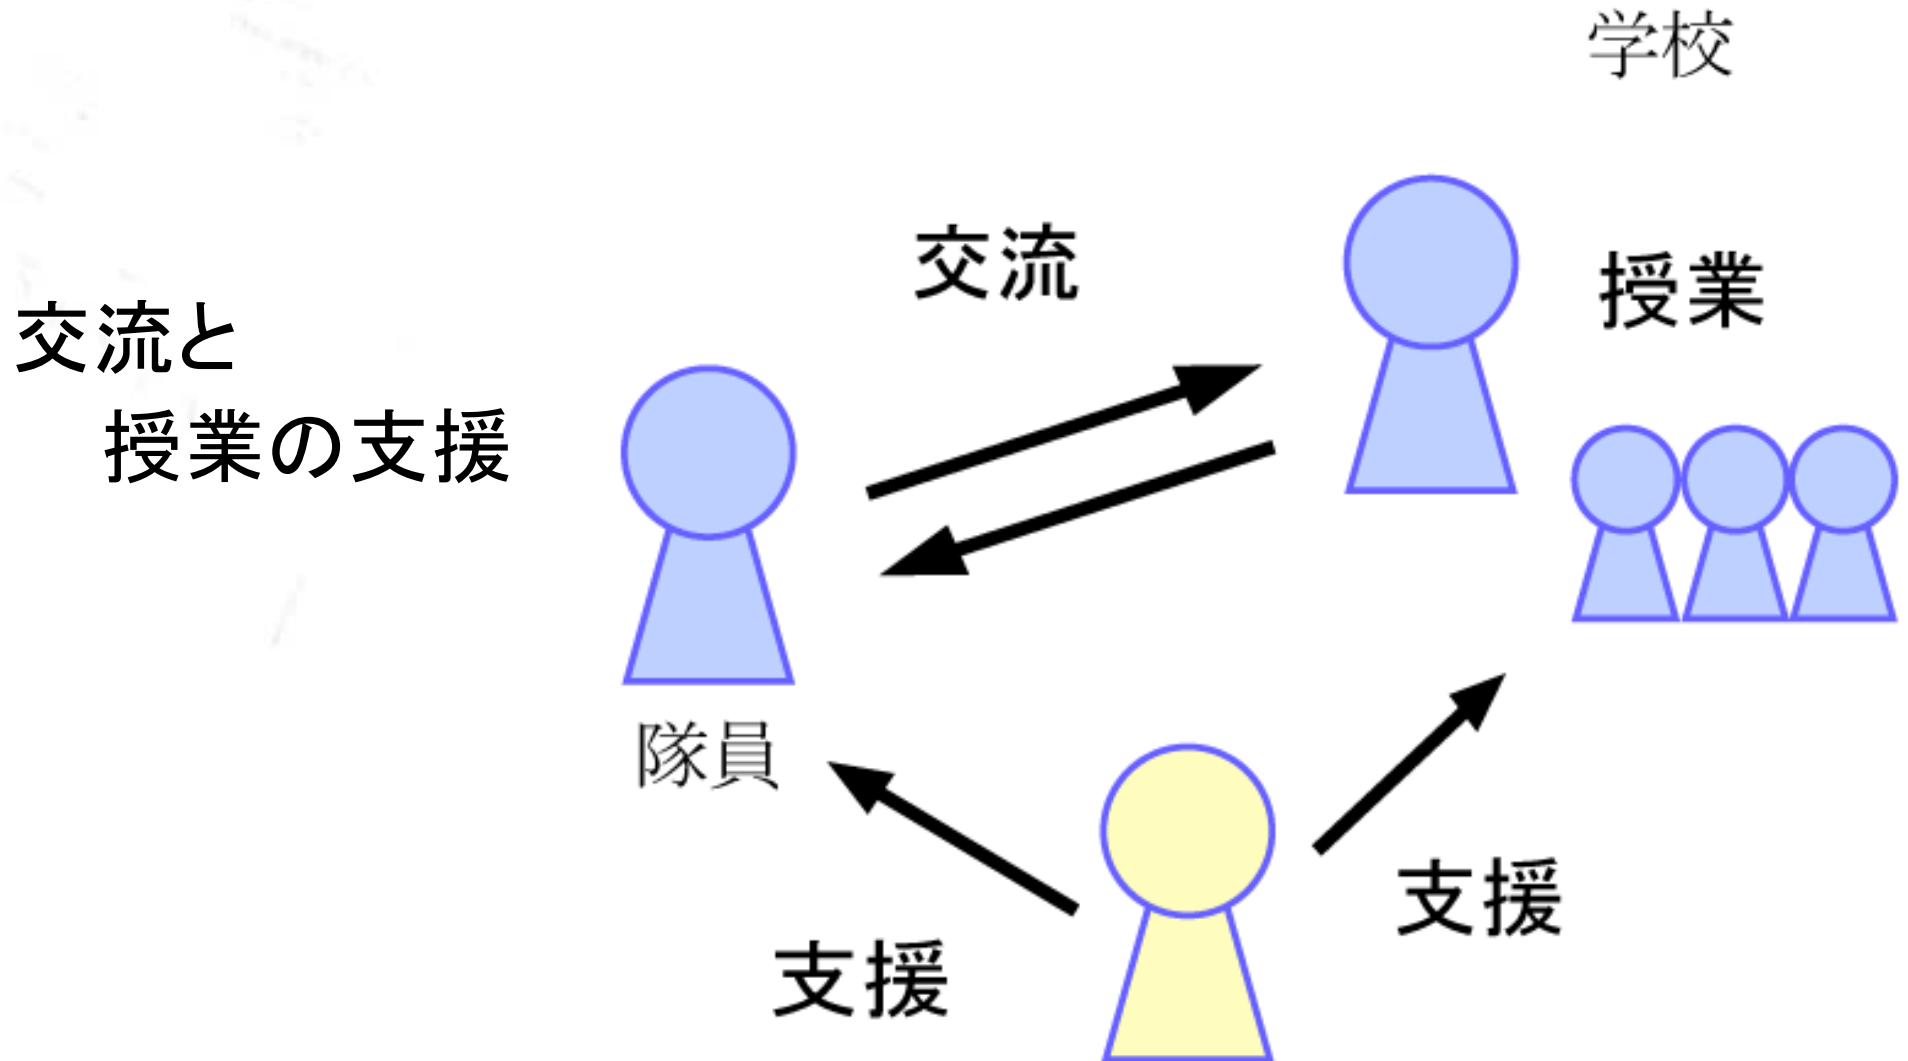 学校
交流
授業
交流と
授業の支援
隊員
支援
支援